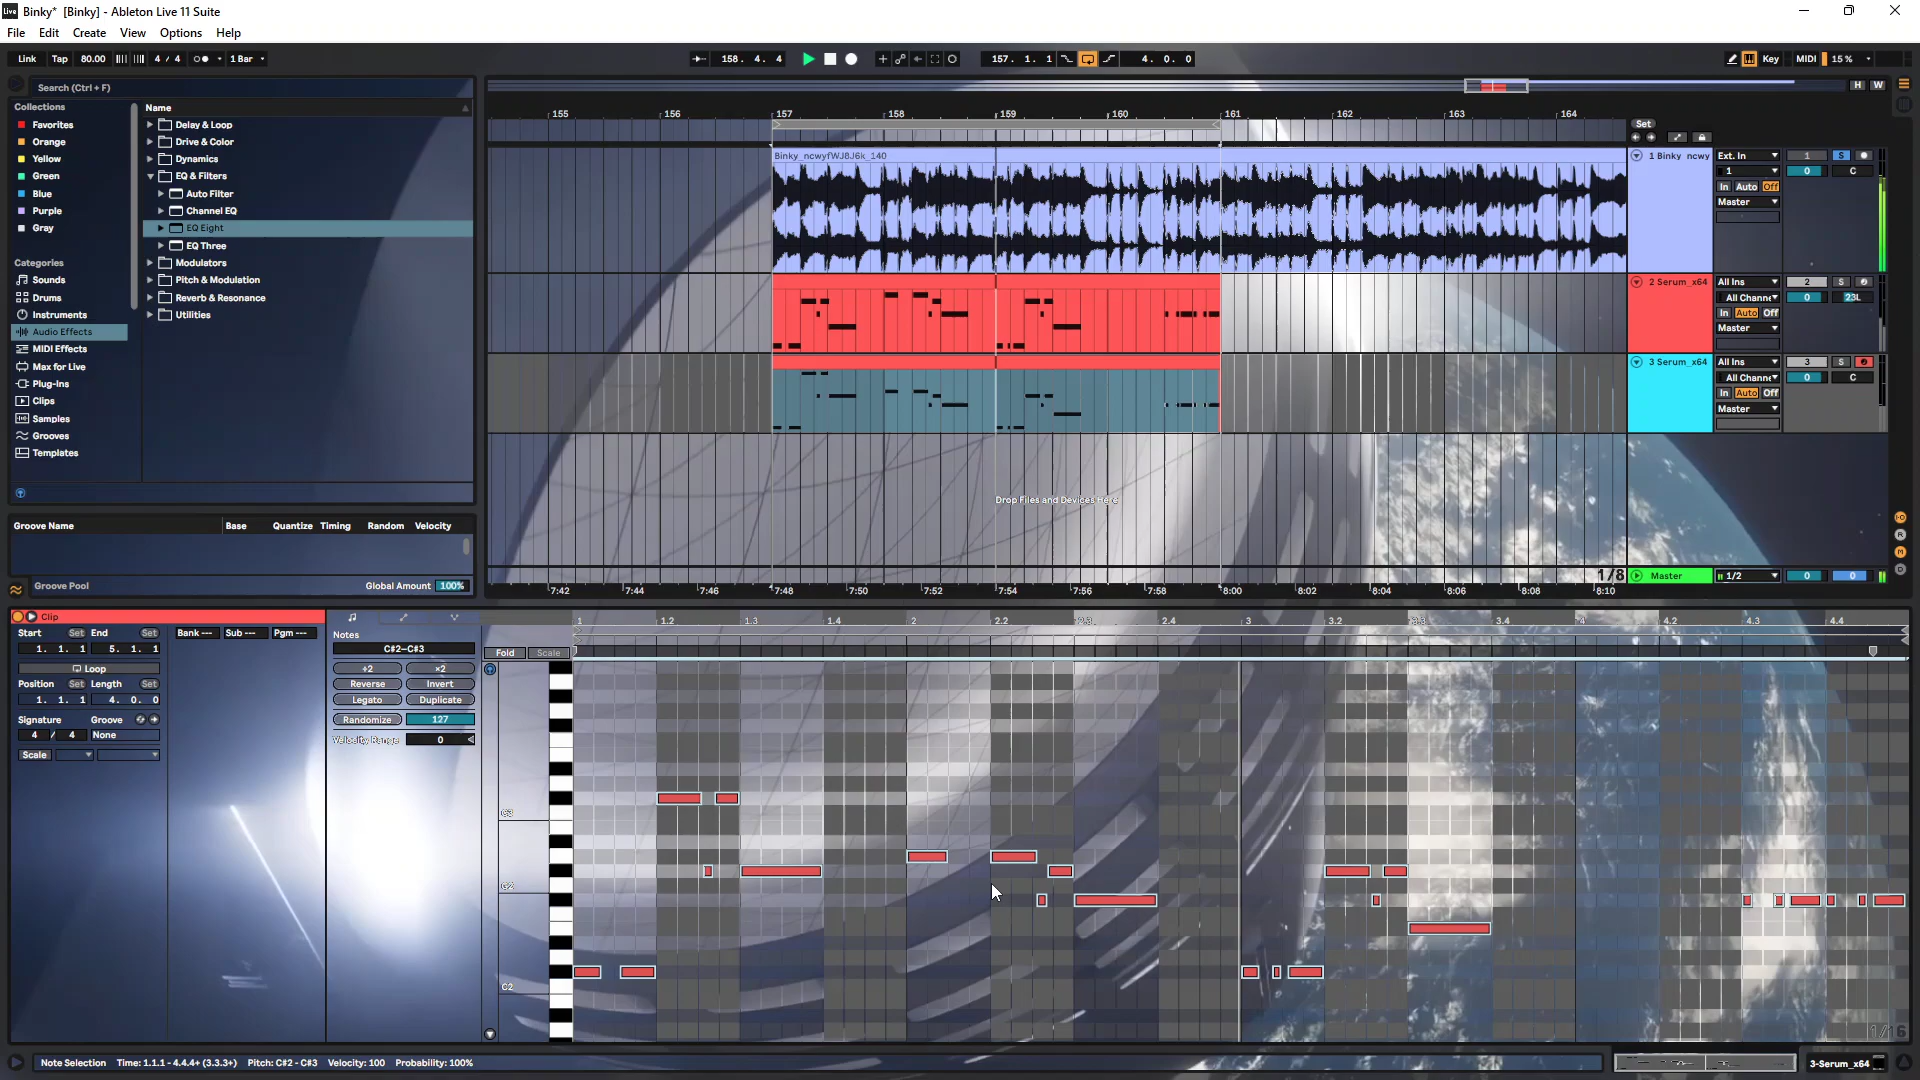 Live Binky* [Binky] - Ableton Live 11 Suite
File Edit Create View Options Help
Link Tap 80.00 4 / 4 1 Bar 158. 4. 4 157. 1. 1 4. 0. 0 Key MIDI 15 %
Search (Ctrl + F)
H W
Collections
Favorites
Orange
Yellow
Green
Blue
Purple
Gray
Categories
Sounds
Drums
Instruments
Audio Effects
MIDI Effects
Max for Live
Plug-Ins
Clips
Samples
Grooves
Templates
Name
Delay & Loop
Drive & Color
Dynamics
EQ & Filters
Auto Filter
Channel EQ
EQ Eight
EQ Three
Modulators
Pitch & Modulation
Reverb & Resonance
Utilities
Groove Name Base Quantize Timing Random Velocity
Groove Pool Global Amount 100%
155 156 157 158 159 160 161 162 163 164
Set
Binky_ncwyfWJ8J6k_140
1 Binky ncwy Ext. In 1 S
1 0 C
In Auto Off
Master
2 Serum_x64 All Ins 2 S
All Channe 0 23L
In Auto Off
Master
3 Serum_x64 All Ins 3 S
All Channe 0 C
In Auto Off
Master
Drop Files and Devices Here
1/8 Master 1/2 0 0
7:42 7:44 7:46 7:48 7:50 7:52 7:54 7:56 7:58 8:00 8:02 8:04 8:06 8:08 8:10
I-O
R
M
D
Clip
Start Set End Set
1. 1. 1 5. 1. 1
Loop
Position Set Length Set
1. 1. 1 4. 0. 0
Signature Groove
4 / 4 None
Scale
Bank --- Sub --- Pgm ---
Notes
C#2–C#3
÷2 ×2
Reverse Invert
Legato Duplicate
Randomize 127
Velocity Range 0
Fold Scale
1 1.2 1.3 1.4 2 2.2 2.3 2.4 3 3.2 3.3 3.4 4 4.2 4.3 4.4
C3
G2
C2
1/16
Note Selection Time: 1.1.1 - 4.4.4+ (3.3.3+) Pitch: C#2 - C#3 Velocity: 100 Probability: 100%
3-Serum_x64